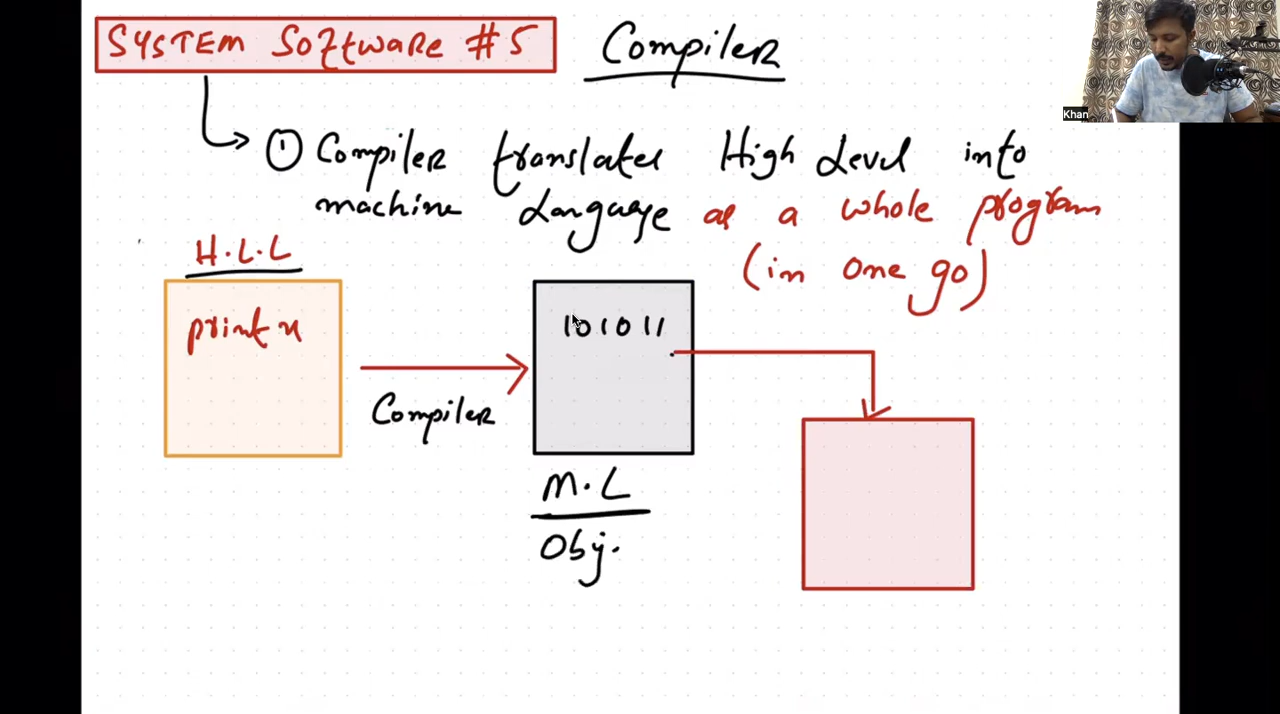 SYSTEM SOFTWARE #5
Compiler
Khan
① Compiler translates High Level into
machine Language as a whole program
(in one go)
H.L.L
print x
101011
Compiler
M.L
Obj.